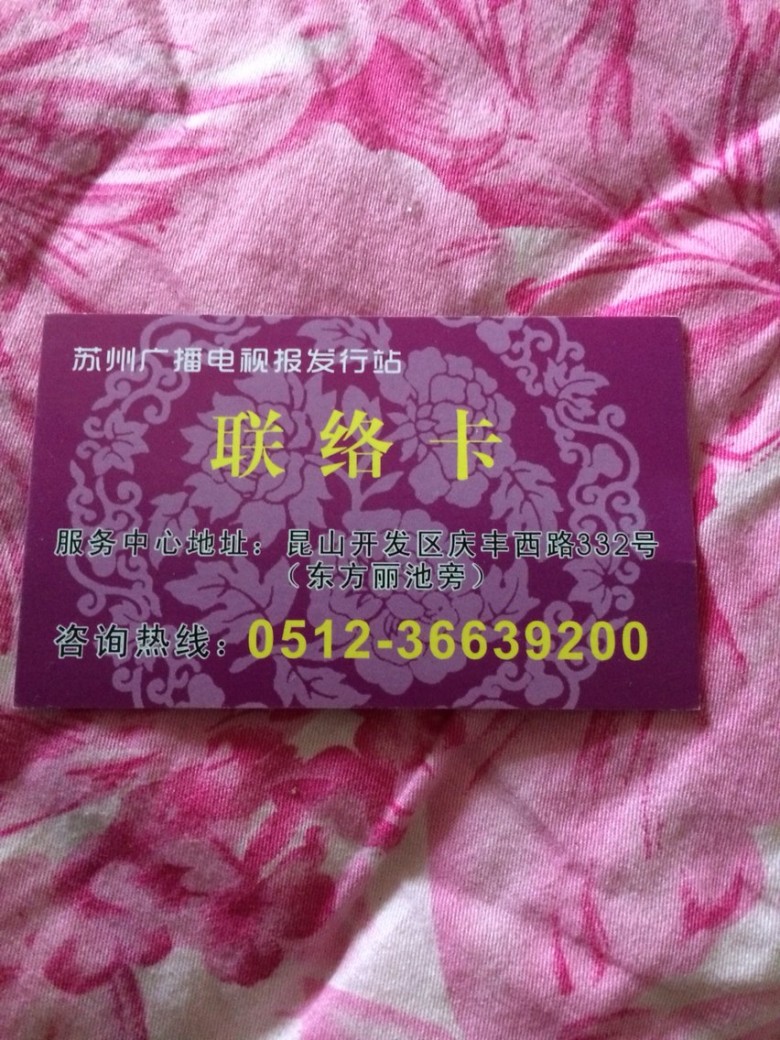 苏州广播电视报发行站
联络卡
服务中心地址：昆山开发区庆丰西路332号
（东方丽池旁）
咨询热线：0512-36639200